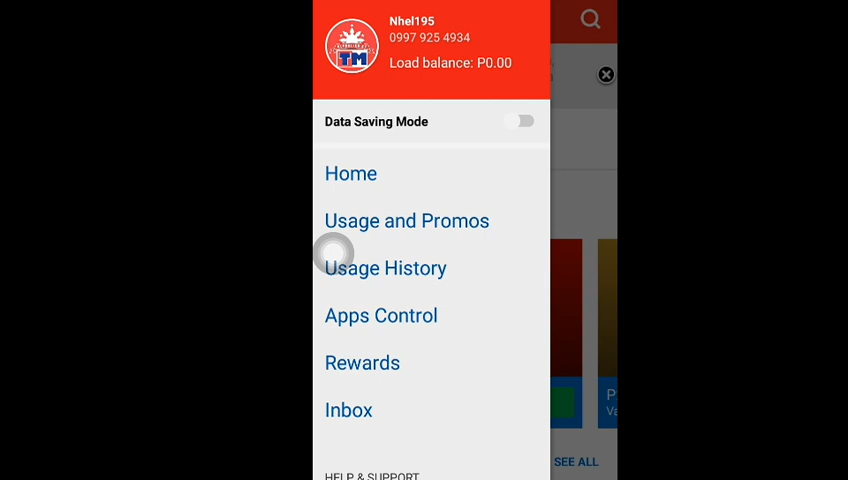 Nhel195
0997 925 4934
Load balance: P0.00
TM
Data Saving Mode
Home
Usage and Promos
Usage History
Apps Control
Rewards
Inbox
SEE ALL
HELP & SUPPORT